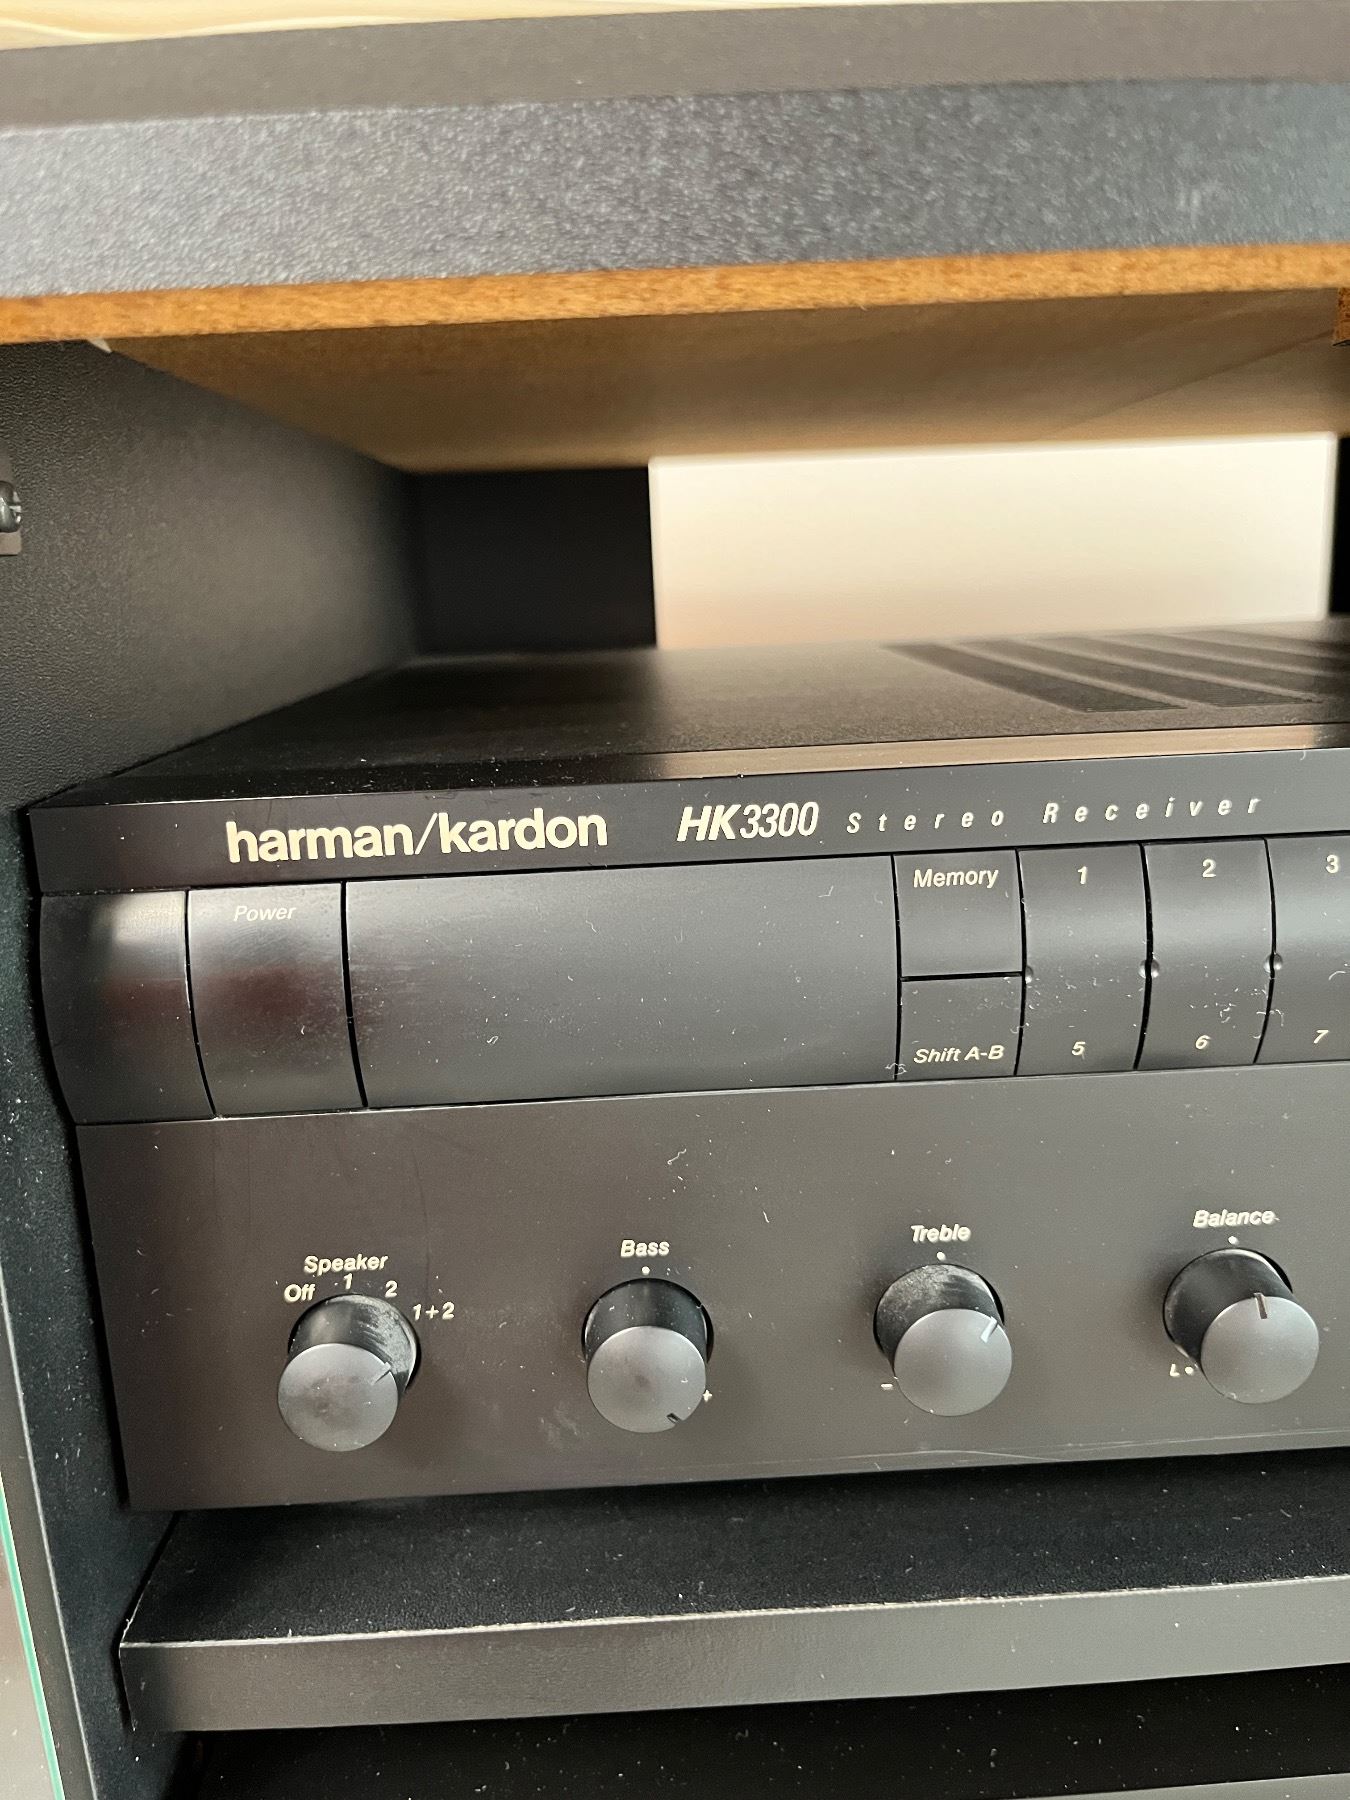 harman/kardon HK3300 Stereo Receiver
Power
Memory 1 2 3
Shift A-B 5 6 7
Speaker
Off 1 2 1+2
Bass
+
Treble
-
Balance
L